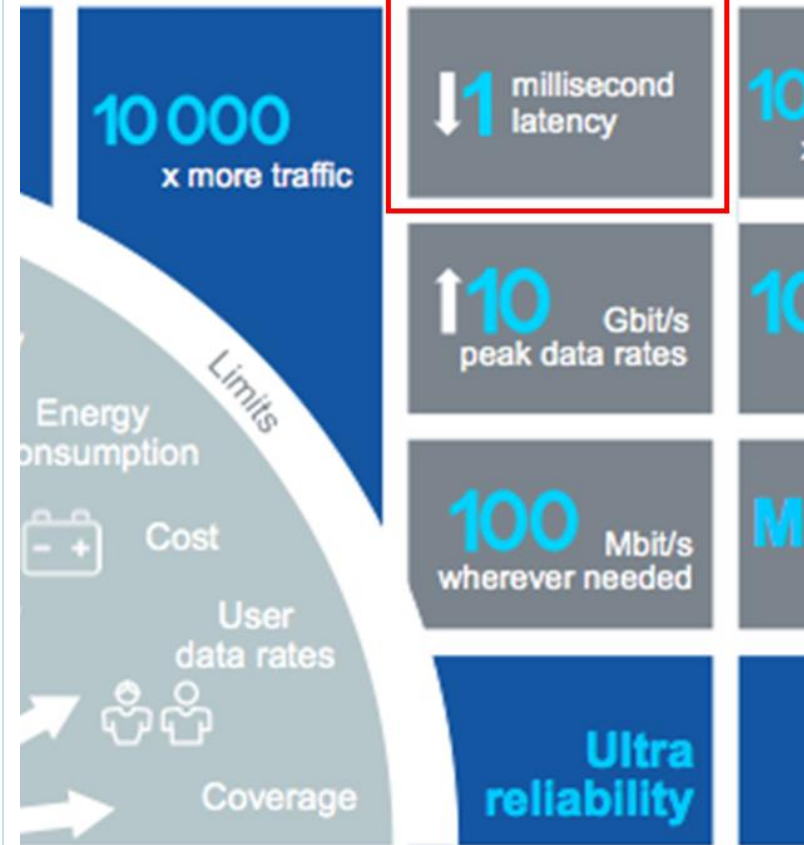 10 000
x more traffic
1 millisecond
latency
10 Gbit/s
peak data rates
100 Mbit/s
wherever needed
Limits
Energy
Cost
User
data rates
Coverage
Ultra
reliability